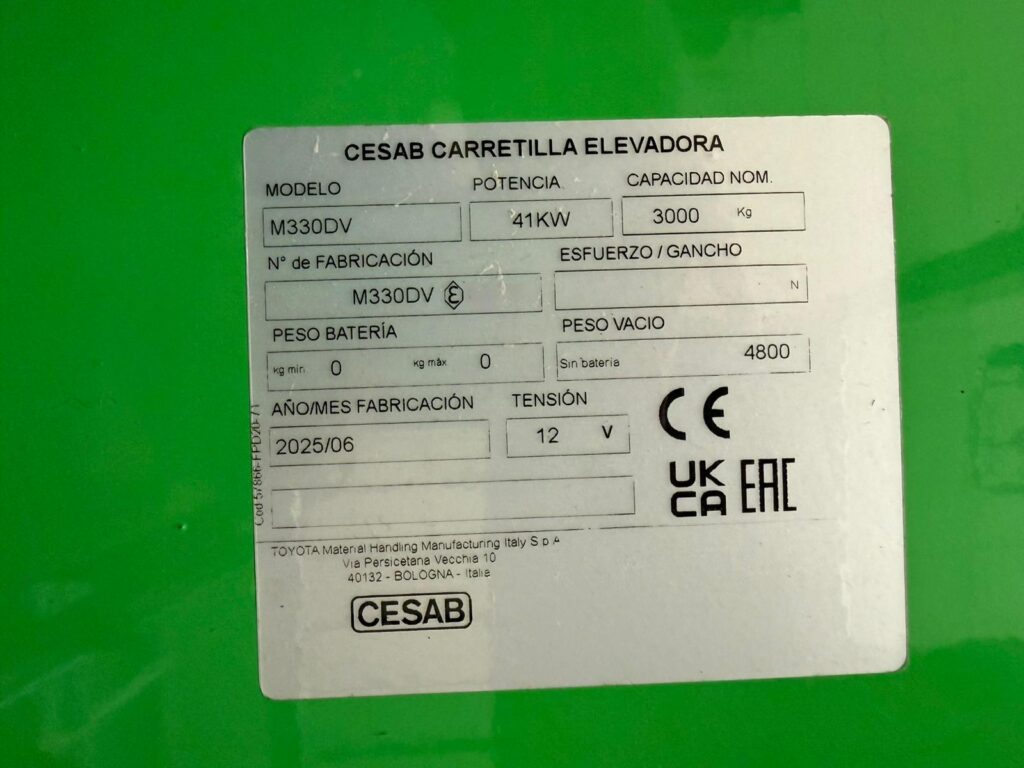 CESAB CARRETILLA ELEVADORA
MODELO POTENCIA CAPACIDAD NOM.
M330DV 41KW 3000 Kg
N° de FABRICACIÓN ESFUERZO / GANCHO
M330DV Ɛ N
PESO BATERÍA PESO VACIO
kg min. 0 kg máx 0 Sin batería 4800
AÑO/MES FABRICACIÓN TENSIÓN
2025/06 12 V
CE
UK
CA EAC
TOYOTA Material Handling Manufacturing Italy S.p.A
Via Persicetana Vecchia 10
40132 - BOLOGNA - Italia
CESAB